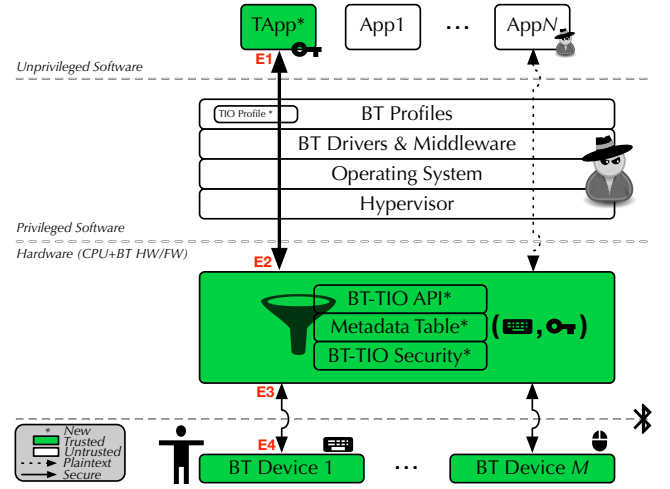 TApp*
App1
...
AppN
E1
Unprivileged Software
TIO Profile *
BT Profiles
BT Drivers & Middleware
Operating System
Hypervisor
Privileged Software
Hardware (CPU+BT HW/FW)
E2
BT-TIO API*
Metadata Table*
( , )
BT-TIO Security*
E3
* New
Trusted
Untrusted
Plaintext
Secure
E4
BT Device 1
...
BT Device M